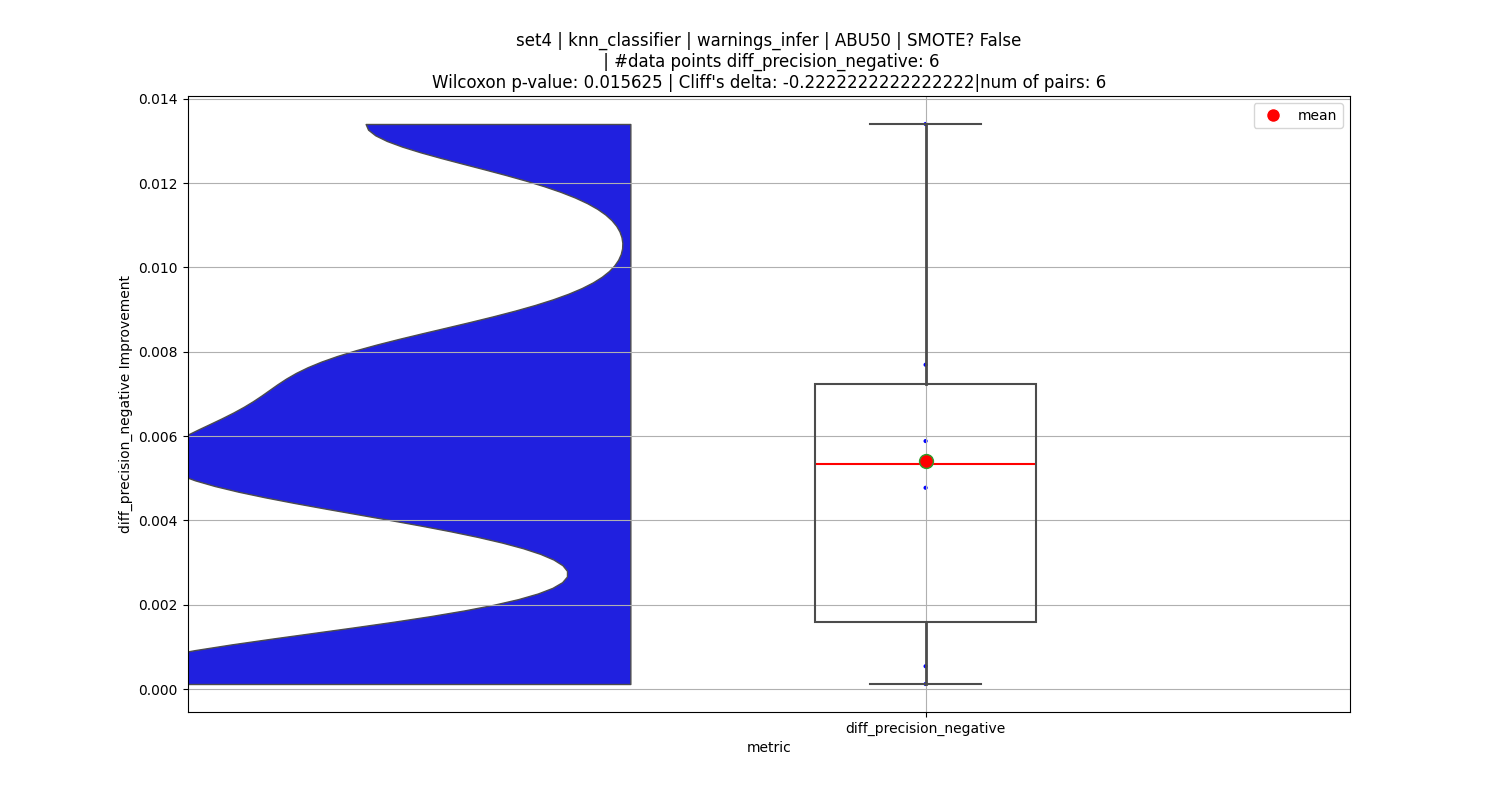 set4 | knn_classifier | warnings_infer | ABU50 | SMOTE? False
| #data points diff_precision_negative: 6
Wilcoxon p-value: 0.015625 | Cliff's delta: -0.2222222222222222|num of pairs: 6
mean
0.014
0.012
0.010
0.008
0.006
0.004
0.002
0.000
diff_precision_negative Improvement
diff_precision_negative
metric